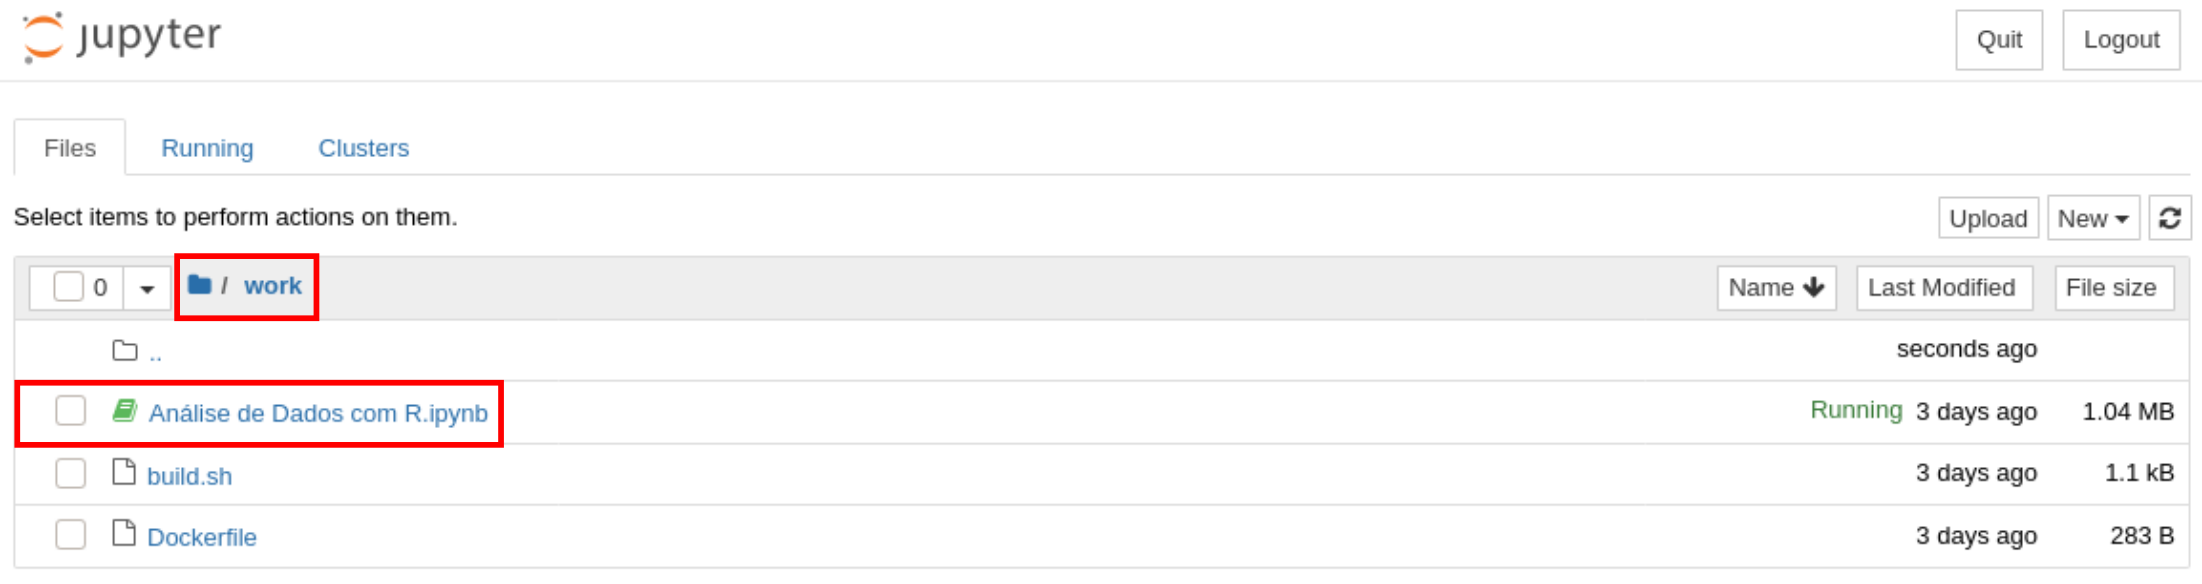 jupyter Quit Logout
Files Running Clusters
Select items to perform actions on them. Upload New
0 / work Name Last Modified File size
.. seconds ago
Análise de Dados com R.ipynb Running 3 days ago 1.04 MB
build.sh 3 days ago 1.1 kB
Dockerfile 3 days ago 283 B